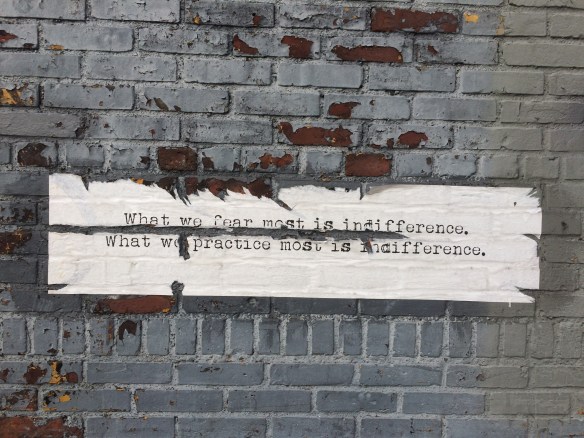 What we fear most is indifference.
What we practice most is indifference.